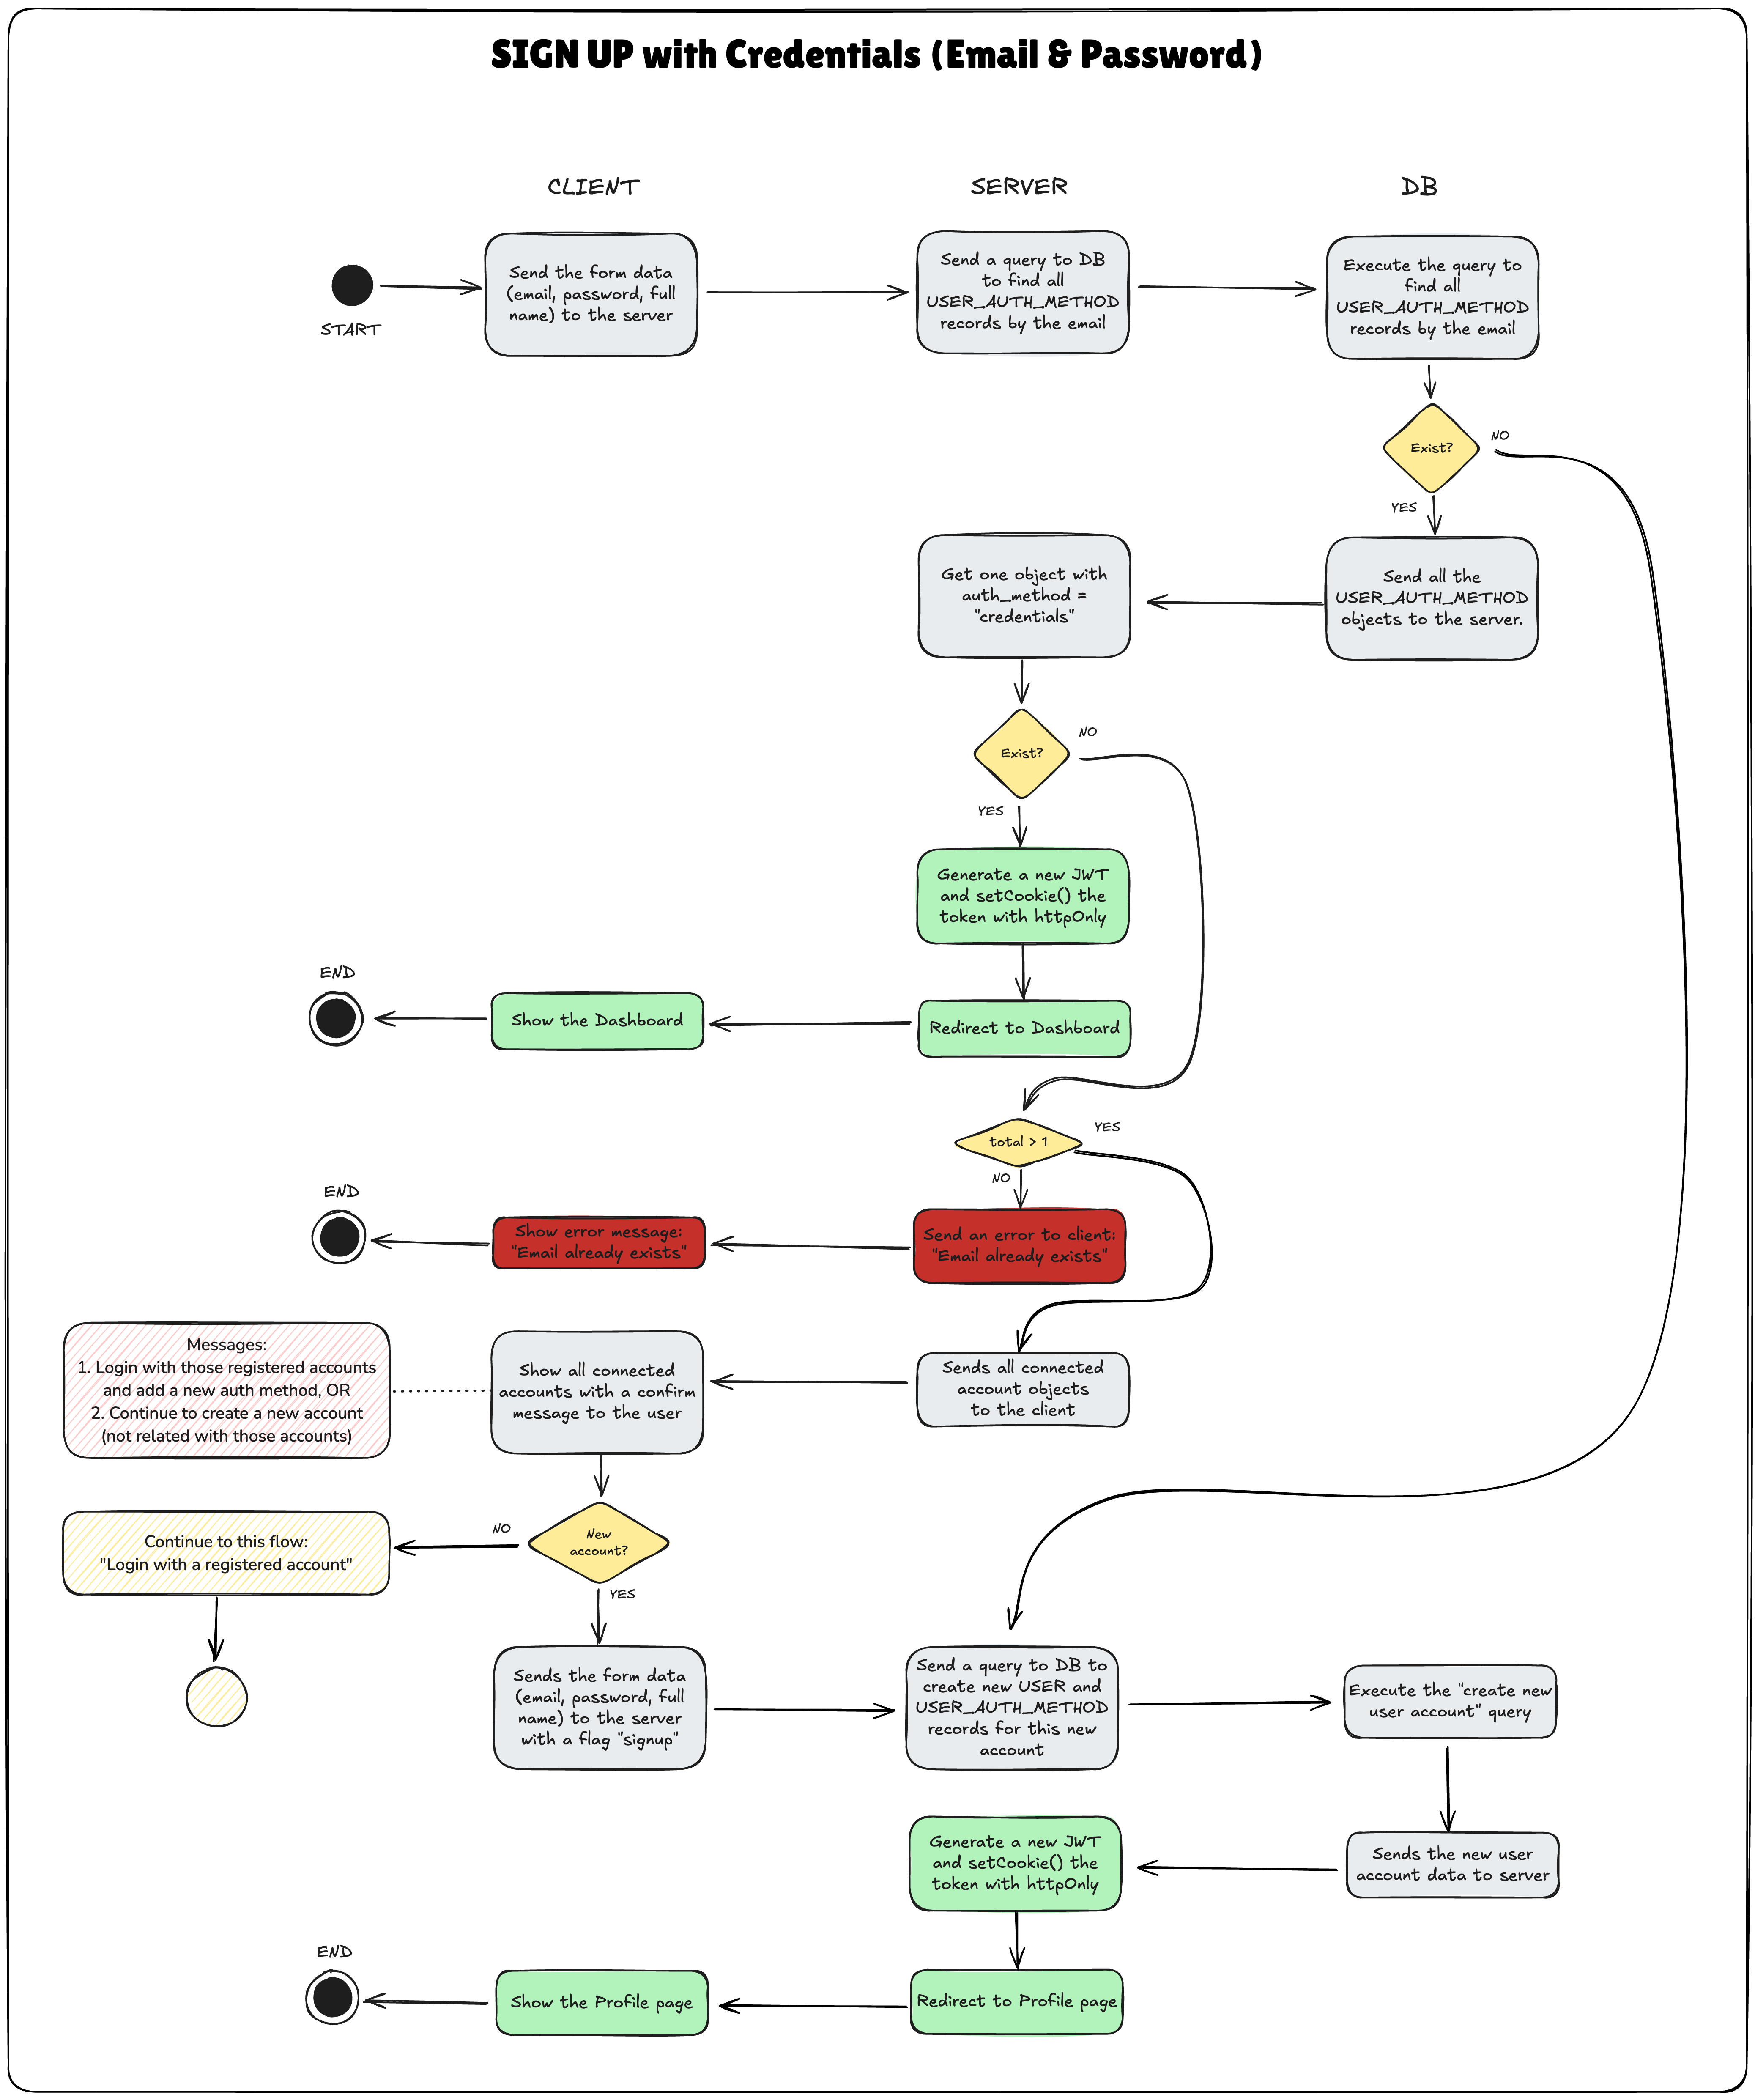 SIGN UP with Credentials (Email & Password)
CLIENT
SERVER
DB
START
Send the form data
(email, password, full
name) to the server
Send a query to DB
to find all
USER_AUTH_METHOD
records by the email
Execute the query to
find all
USER_AUTH_METHOD
records by the email
Exist?
NO
YES
Get one object with
auth_method =
"credentials"
Send all the
USER_AUTH_METHOD
objects to the server.
Exist?
NO
YES
Generate a new JWT
and setCookie() the
token with httpOnly
END
Show the Dashboard
Redirect to Dashboard
total > 1
YES
NO
END
Show error message:
"Email already exists"
Send an error to client:
"Email already exists"
Messages:
1. Login with those registered accounts
and add a new auth method, OR
2. Continue to create a new account
(not related with those accounts)
Show all connected
accounts with a confirm
message to the user
Sends all connected
account objects
to the client
Continue to this flow:
"Login with a registered account"
NO
New
account?
YES
Sends the form data
(email, password, full
name) to the server
with a flag "signup"
Send a query to DB to
create new USER and
USER_AUTH_METHOD
records for this new
account
Execute the "create new
user account" query
Generate a new JWT
and setCookie() the
token with httpOnly
Sends the new user
account data to server
END
Show the Profile page
Redirect to Profile page